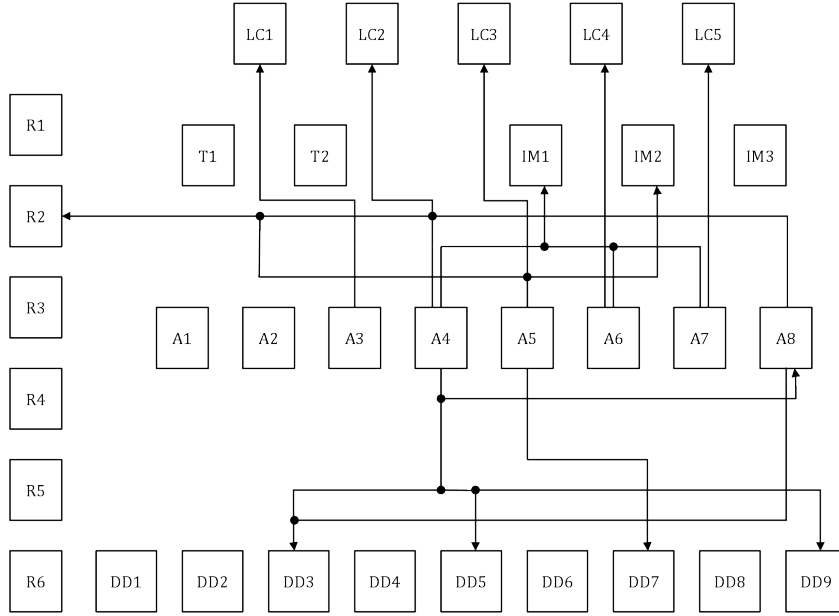 LC1 LC2 LC3 LC4 LC5
R1
T1 T2 IM1 IM2 IM3
R2
R3
A1 A2 A3 A4 A5 A6 A7 A8
R4
R5
R6 DD1 DD2 DD3 DD4 DD5 DD6 DD7 DD8 DD9